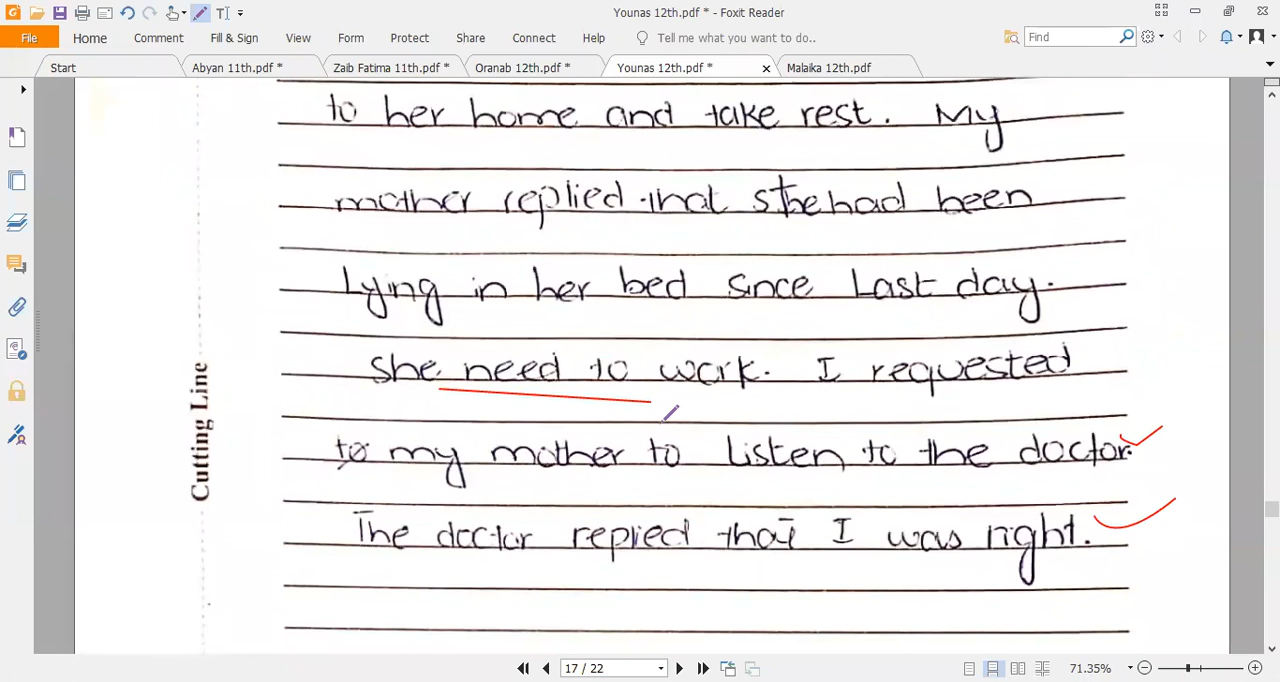 Younas 12th.pdf * - Foxit Reader
File Home Comment Fill & Sign View Form Protect Share Connect Help Tell me what you want to do.. Find
Start Abyan 11th.pdf * Zaib Fatima 11th.pdf * Oranab 12th.pdf * Younas 12th.pdf * Malaika 12th.pdf
to her home and take rest. My
mother replied that she had been
Lying in her bed since Last day.
She need to work. I requested
to my mother to Listen to the doctor.
The doctor replied that I was right.
Cutting Line
17 / 22 71.35%